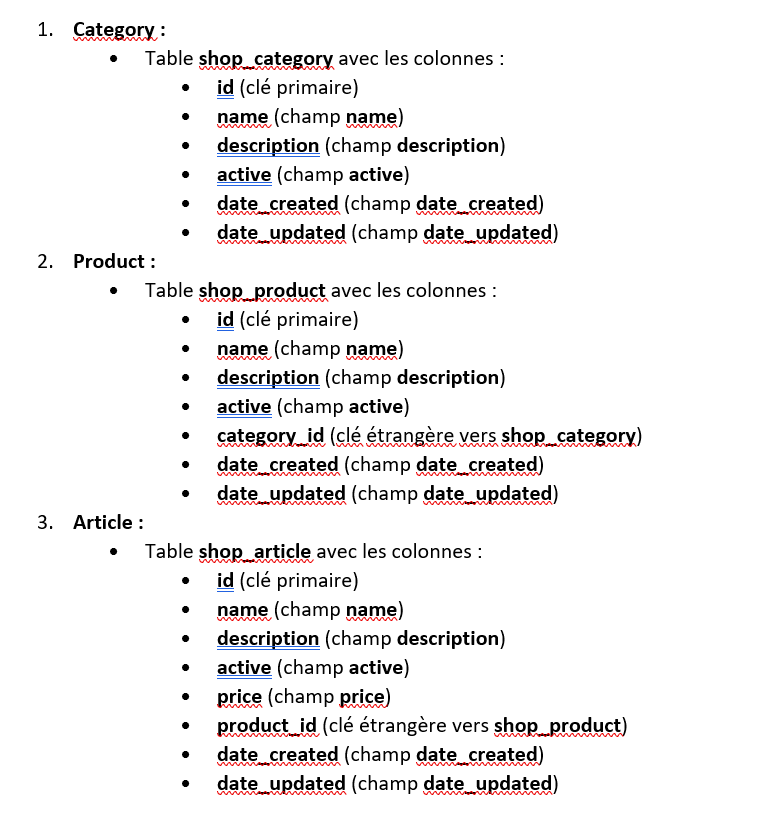 1. Category :
• Table shop_category avec les colonnes :
• id (clé primaire)
• name (champ name)
• description (champ description)
• active (champ active)
• date_created (champ date_created)
• date_updated (champ date_updated)
2. Product :
• Table shop_product avec les colonnes :
• id (clé primaire)
• name (champ name)
• description (champ description)
• active (champ active)
• category_id (clé étrangère vers shop_category)
• date_created (champ date_created)
• date_updated (champ date_updated)
3. Article :
• Table shop_article avec les colonnes :
• id (clé primaire)
• name (champ name)
• description (champ description)
• active (champ active)
• price (champ price)
• product_id (clé étrangère vers shop_product)
• date_created (champ date_created)
• date_updated (champ date_updated)